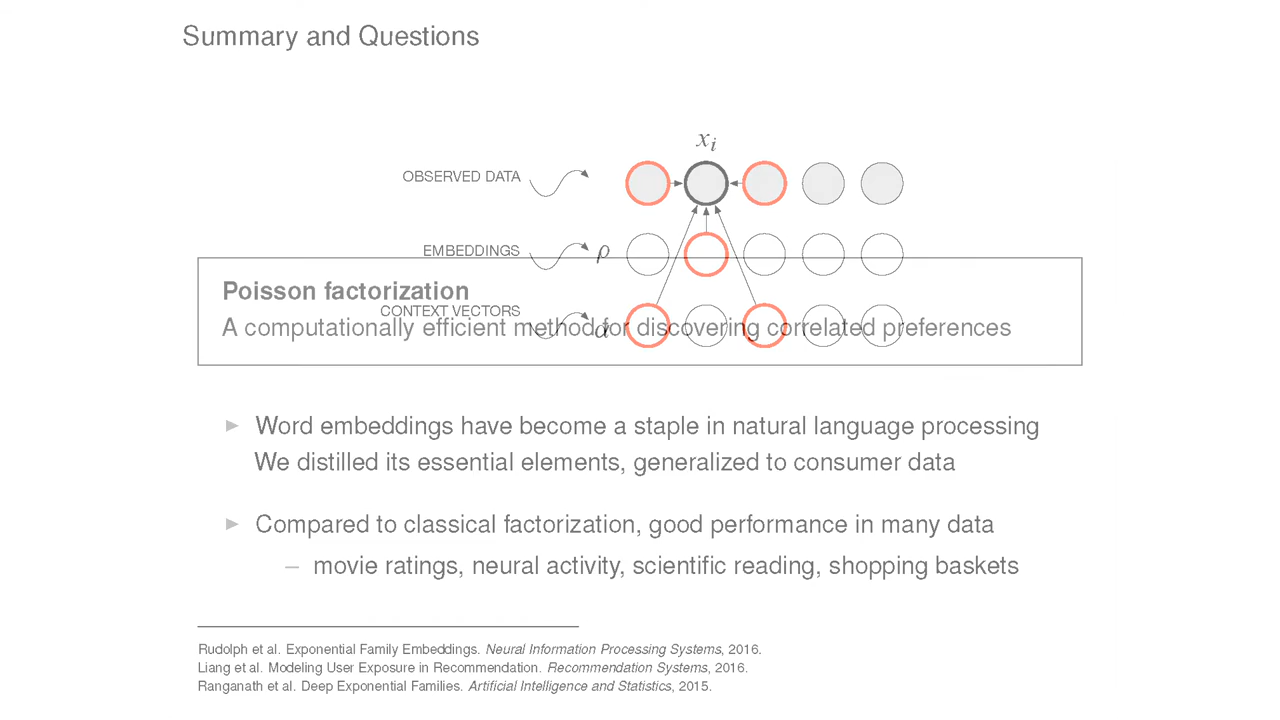 Summary and Questions
x_i
OBSERVED DATA
EMBEDDINGS
ρ
Poisson factorization
CONTEXT VECTORS
α
A computationally efficient method for discovering correlated preferences
► Word embeddings have become a staple in natural language processing
We distilled its essential elements, generalized to consumer data
► Compared to classical factorization, good performance in many data
– movie ratings, neural activity, scientific reading, shopping baskets
Rudolph et al. Exponential Family Embeddings. Neural Information Processing Systems, 2016.
Liang et al. Modeling User Exposure in Recommendation. Recommendation Systems, 2016.
Ranganath et al. Deep Exponential Families. Artificial Intelligence and Statistics, 2015.